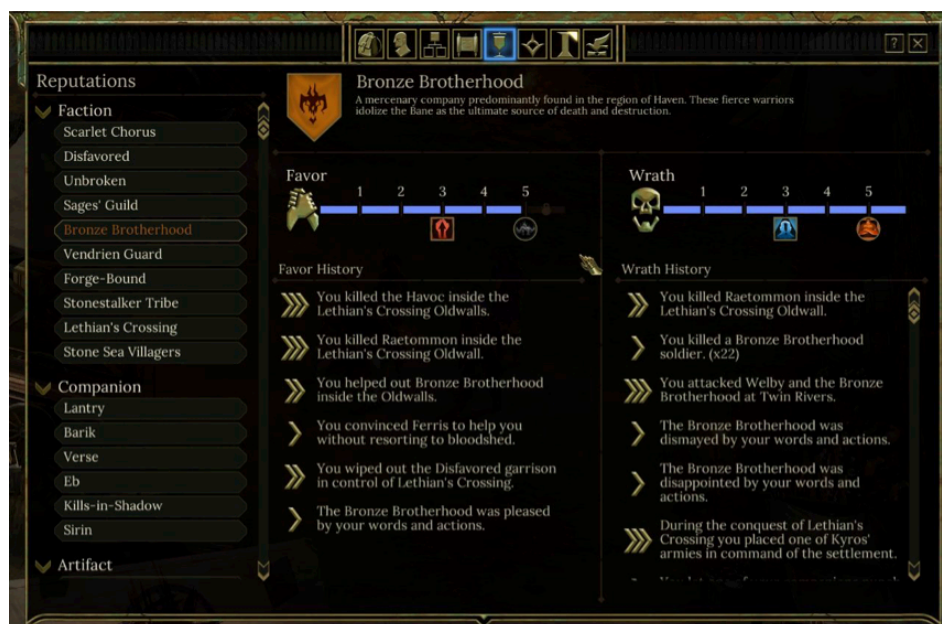 ? ×
Reputations
Faction
Scarlet Chorus
Disfavored
Unbroken
Sages' Guild
Bronze Brotherhood
Vendrien Guard
Forge-Bound
Stonestalker Tribe
Lethian's Crossing
Stone Sea Villagers
Companion
Lantry
Barik
Verse
Eb
Kills-in-Shadow
Sirin
Artifact
Bronze Brotherhood
A mercenary company predominantly found in the region of Haven. These fierce warriors
idolize the Bane as the ultimate source of death and destruction.
Favor
1 2 3 4 5
Favor History
You killed the Havoc inside the
Lethian's Crossing Oldwalls.
You killed Raetommon inside the
Lethian's Crossing Oldwall.
You helped out Bronze Brotherhood
inside the Oldwalls.
You convinced Ferris to help you
without resorting to bloodshed.
You wiped out the Disfavored garrison
in control of Lethian's Crossing.
The Bronze Brotherhood was pleased
by your words and actions.
Wrath
1 2 3 4 5
Wrath History
You killed Raetommon inside the
Lethian's Crossing Oldwall.
You killed a Bronze Brotherhood
soldier. (x22)
You attacked Welby and the Bronze
Brotherhood at Twin Rivers.
The Bronze Brotherhood was
dismayed by your words and actions.
The Bronze Brotherhood was
disappointed by your words and
actions.
During the conquest of Lethian's
Crossing you placed one of Kyros'
armies in command of the settlement.